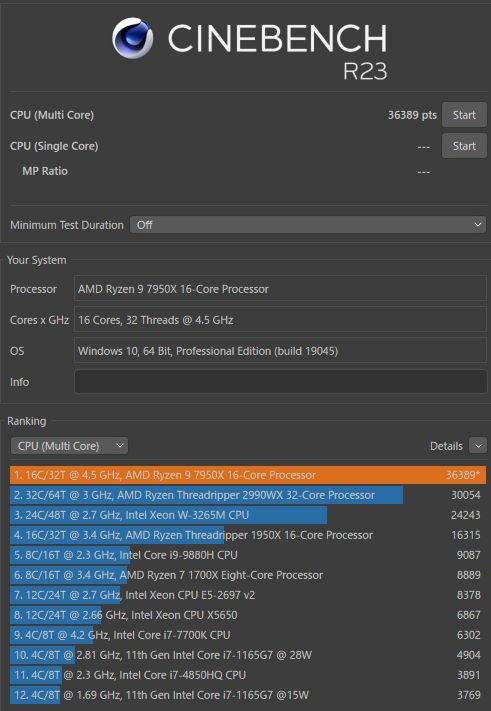 CINEBENCH
R23
CPU (Multi Core) 36389 pts Start
CPU (Single Core) --- Start
MP Ratio ---
Minimum Test Duration Off
Your System
Processor AMD Ryzen 9 7950X 16-Core Processor
Cores x GHz 16 Cores, 32 Threads @ 4.5 GHz
OS Windows 10, 64 Bit, Professional Edition (build 19045)
Info
Ranking
CPU (Multi Core) Details
1. 16C/32T @ 4.5 GHz, AMD Ryzen 9 7950X 16-Core Processor 36389*
2. 32C/64T @ 3 GHz, AMD Ryzen Threadripper 2990WX 32-Core Processor 30054
3. 24C/48T @ 2.7 GHz, Intel Xeon W-3265M CPU 24243
4. 16C/32T @ 3.4 GHz, AMD Ryzen Threadripper 1950X 16-Core Processor 16315
5. 8C/16T @ 2.3 GHz, Intel Core i9-9880H CPU 9087
6. 8C/16T @ 3.4 GHz, AMD Ryzen 7 1700X Eight-Core Processor 8889
7. 12C/24T @ 2.7 GHz, Intel Xeon CPU E5-2697 v2 8378
8. 12C/24T @ 2.66 GHz, Intel Xeon CPU X5650 6867
9. 4C/8T @ 4.2 GHz, Intel Core i7-7700K CPU 6302
10. 4C/8T @ 2.81 GHz, 11th Gen Intel Core i7-1165G7 @ 28W 4904
11. 4C/8T @ 2.3 GHz, Intel Core i7-4850HQ CPU 3891
12. 4C/8T @ 1.69 GHz, 11th Gen Intel Core i7-1165G7 @15W 3769